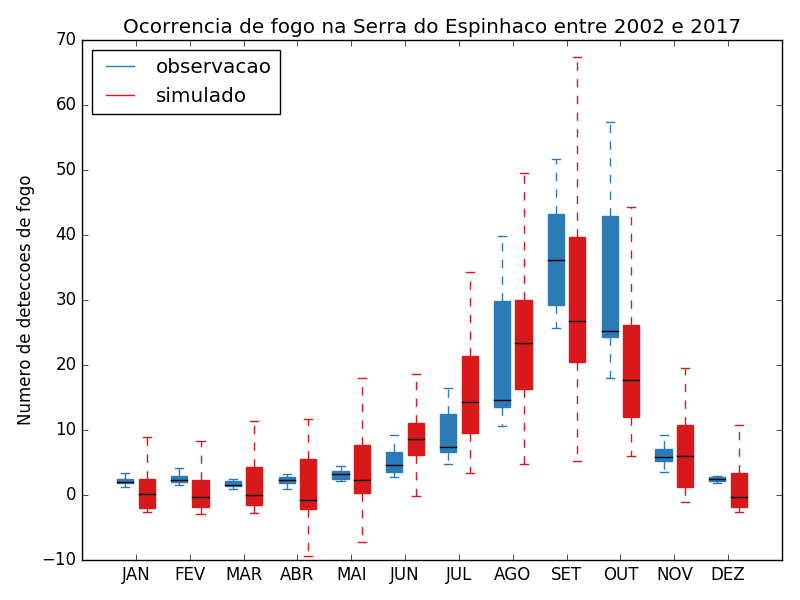 Ocorrencia de fogo na Serra do Espinhaco entre 2002 e 2017
observacao
simulado
Numero de deteccoes de fogo
70
60
50
40
30
20
10
0
−10
JAN FEV MAR ABR MAI JUN JUL AGO SET OUT NOV DEZ